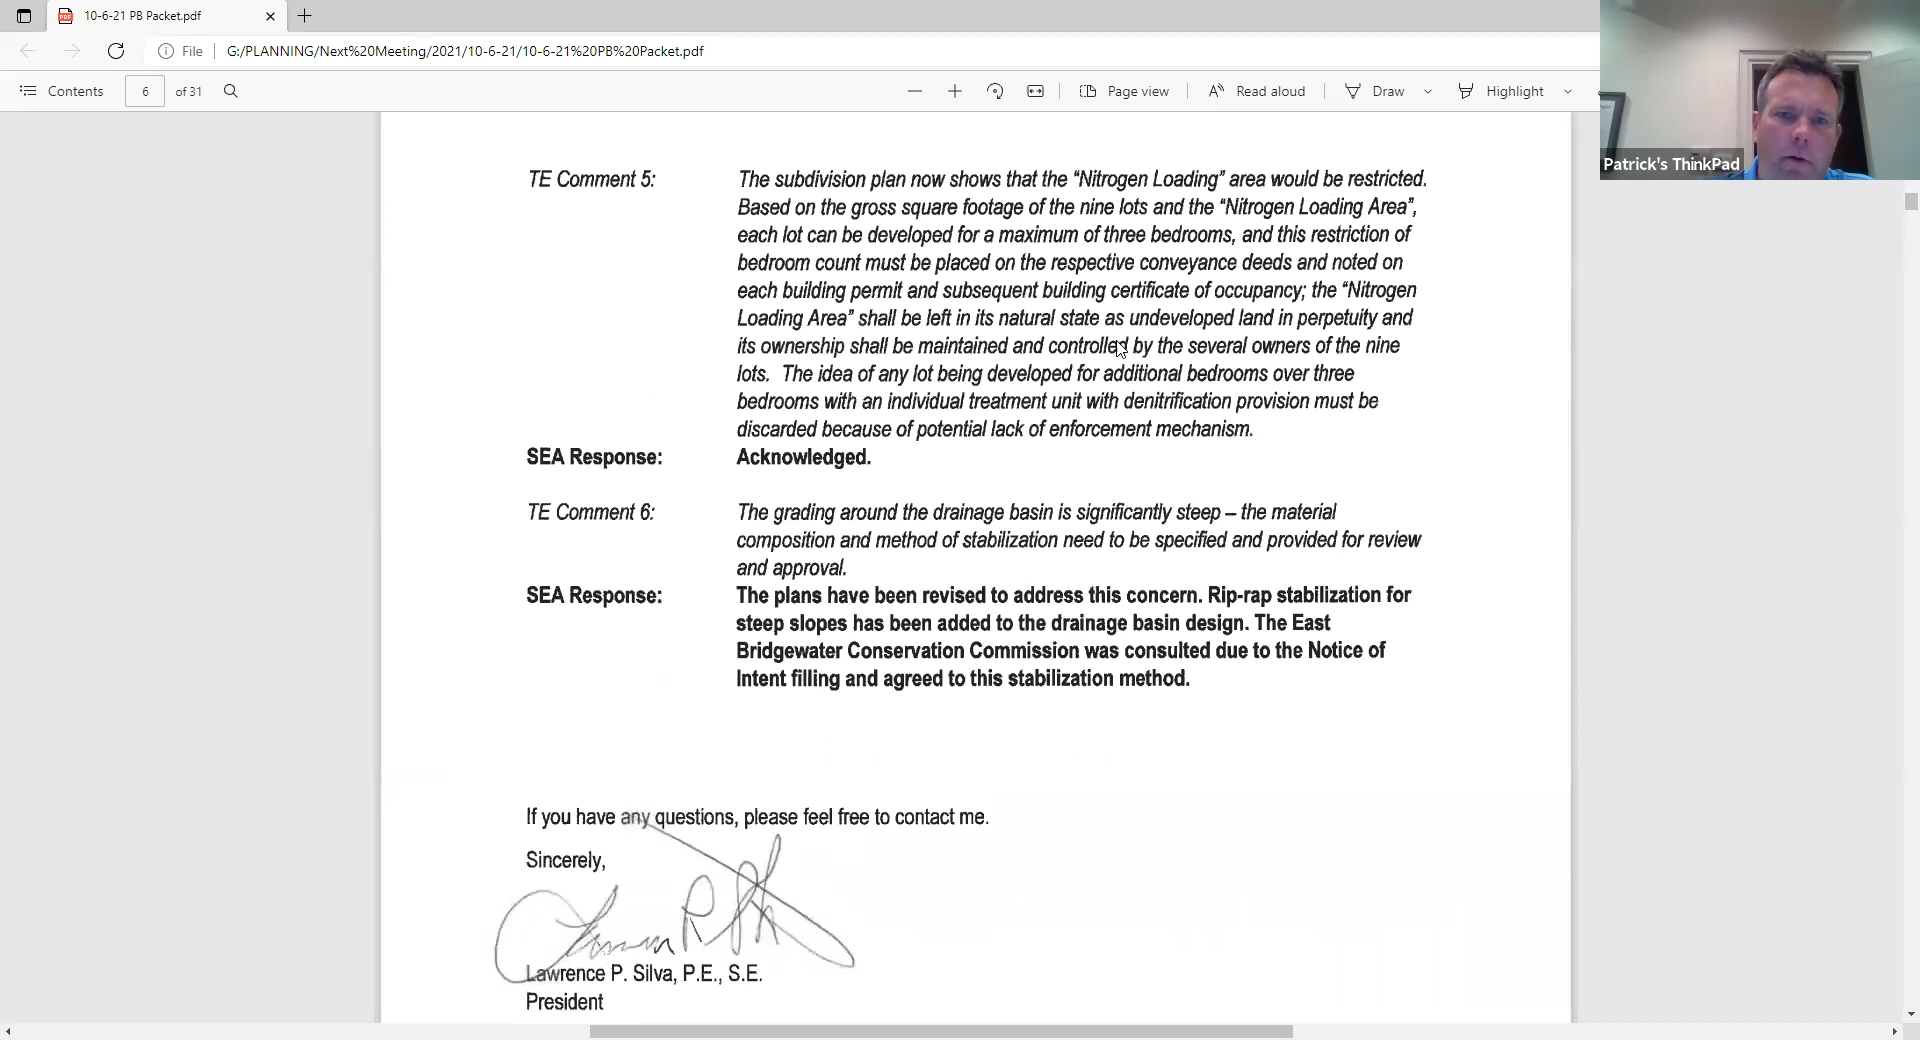 10-6-21 PB Packet.pdf
File
G:/PLANNING/Next%20Meeting/2021/10-6-21/10-6-21%20PB%20Packet.pdf
Contents
6
of 31
Page view
Read aloud
Draw
Highlight
Patrick's ThinkPad
TE Comment 5:
The subdivision plan now shows that the “Nitrogen Loading” area would be restricted.
Based on the gross square footage of the nine lots and the “Nitrogen Loading Area”,
each lot can be developed for a maximum of three bedrooms, and this restriction of
bedroom count must be placed on the respective conveyance deeds and noted on
each building permit and subsequent building certificate of occupancy; the “Nitrogen
Loading Area” shall be left in its natural state as undeveloped land in perpetuity and
its ownership shall be maintained and controlled by the several owners of the nine
lots. The idea of any lot being developed for additional bedrooms over three
bedrooms with an individual treatment unit with denitrification provision must be
discarded because of potential lack of enforcement mechanism.
SEA Response:
Acknowledged.
TE Comment 6:
The grading around the drainage basin is significantly steep – the material
composition and method of stabilization need to be specified and provided for review
and approval.
SEA Response:
The plans have been revised to address this concern. Rip-rap stabilization for
steep slopes has been added to the drainage basin design. The East
Bridgewater Conservation Commission was consulted due to the Notice of
Intent filling and agreed to this stabilization method.
If you have any questions, please feel free to contact me.
Sincerely,
Lawrence P. Silva, P.E., S.E.
President